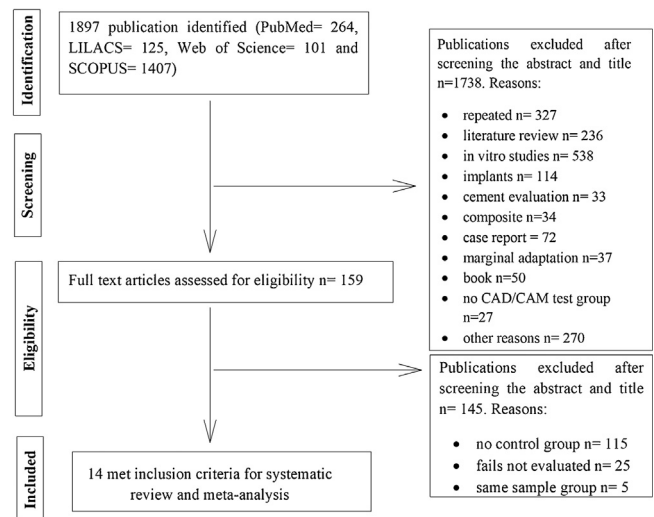 Identification
1897 publication identified (PubMed= 264,
LILACS= 125, Web of Science= 101 and
SCOPUS= 1407)
Publications excluded after
screening the abstract and title
n=1738. Reasons:
• repeated n= 327
• literature review n= 236
• in vitro studies n= 538
• implants n= 114
• cement evaluation n= 33
• composite n=34
• case report = 72
• marginal adaptation n=37
• book n=50
• no CAD/CAM test group
n=27
• other reasons n= 270
Screening
Eligibility
Full text articles assessed for eligibility n= 159
Publications excluded after
screening the abstract and title
n= 145. Reasons:
• no control group n= 115
• fails not evaluated n= 25
• same sample group n= 5
Included
14 met inclusion criteria for systematic
review and meta-analysis